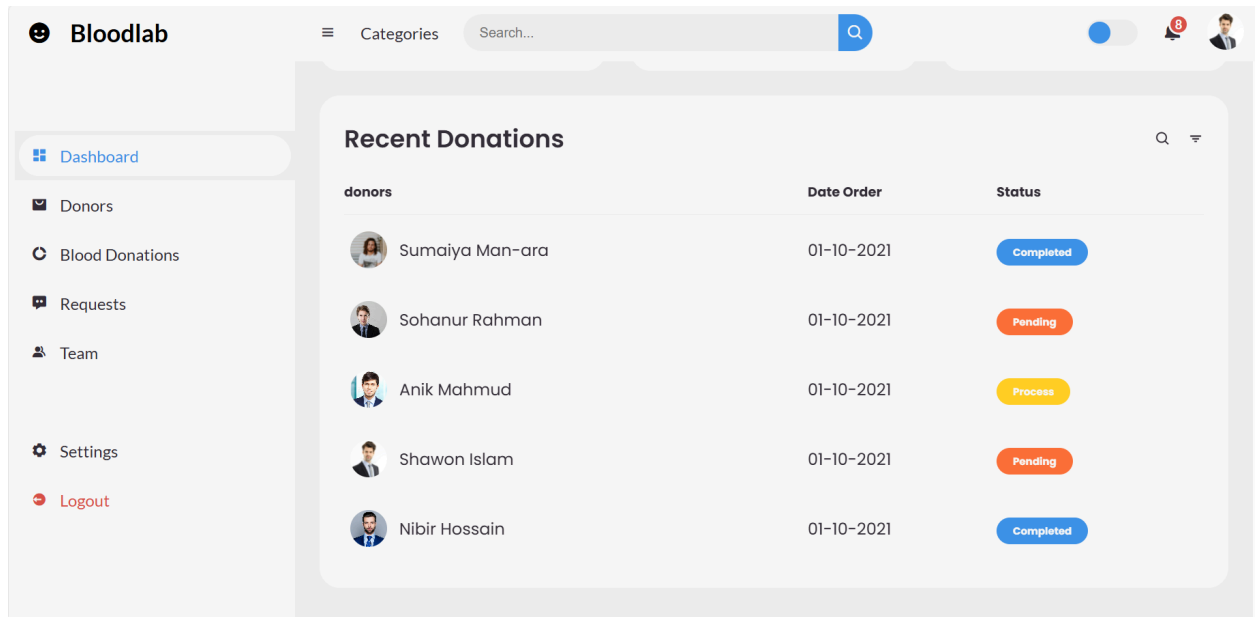 Bloodlab
Categories Search... 8
Dashboard
Donors
Blood Donations
Requests
Team
Settings
Logout
Recent Donations
donors Date Order Status
Sumaiya Man-ara 01-10-2021 Completed
Sohanur Rahman 01-10-2021 Pending
Anik Mahmud 01-10-2021 Process
Shawon Islam 01-10-2021 Pending
Nibir Hossain 01-10-2021 Completed